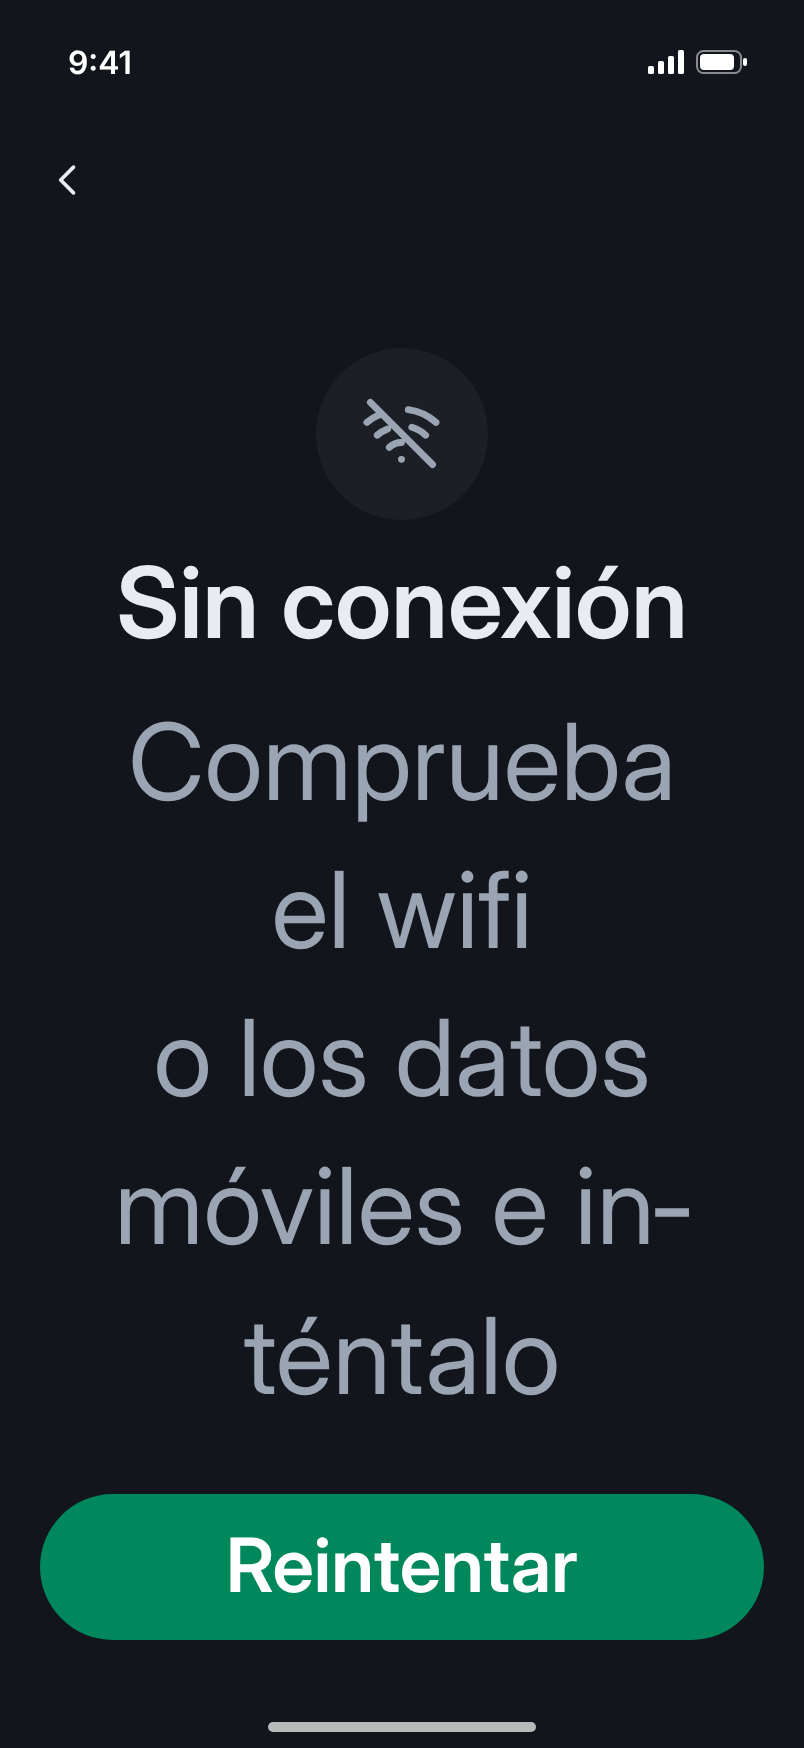 9:41
Sin conexión
Comprueba
el wifi
o los datos
móviles e in-
téntalo
Reintentar